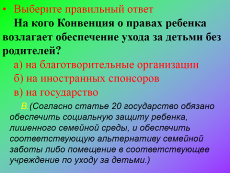 • Выберите правильный ответ
На кого Конвенция о правах ребенка
возлагает обеспечение ухода за детьми без
родителей?
а) на благотворительные организации
б) на иностранных спонсоров
в) на государство
В (Согласно статье 20 государство обязано
обеспечить социальную защиту ребенка,
лишенного семейной среды, и обеспечить
соответствующую альтернативу семейной
заботы либо помещение в соответствующее
учреждение по уходу за детьми.)